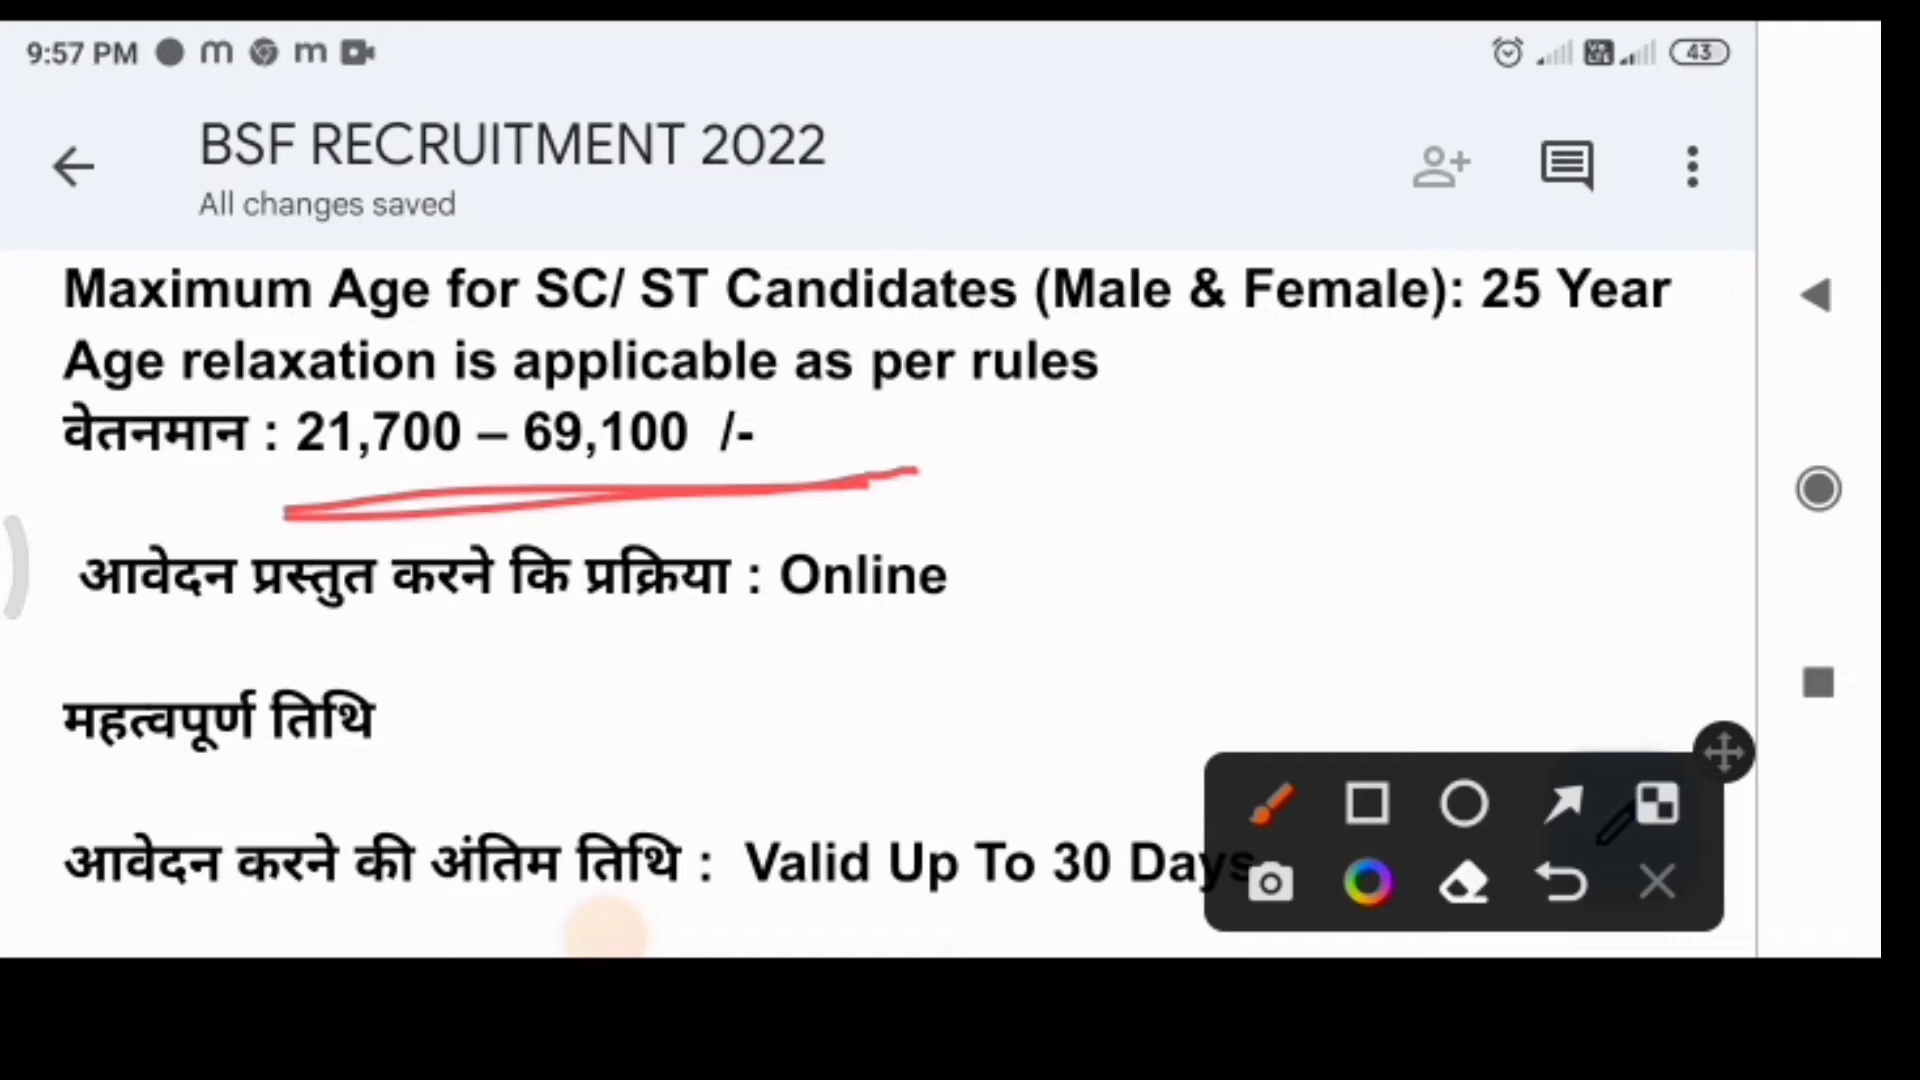 9:57 PM
43
BSF RECRUITMENT 2022
All changes saved
Maximum Age for SC/ ST Candidates (Male & Female): 25 Year
Age relaxation is applicable as per rules
वेतनमान : 21,700 – 69,100 /-
आवेदन प्रस्तुत करने कि प्रक्रिया : Online
महत्वपूर्ण तिथि
आवेदन करने की अंतिम तिथि : Valid Up To 30 Days